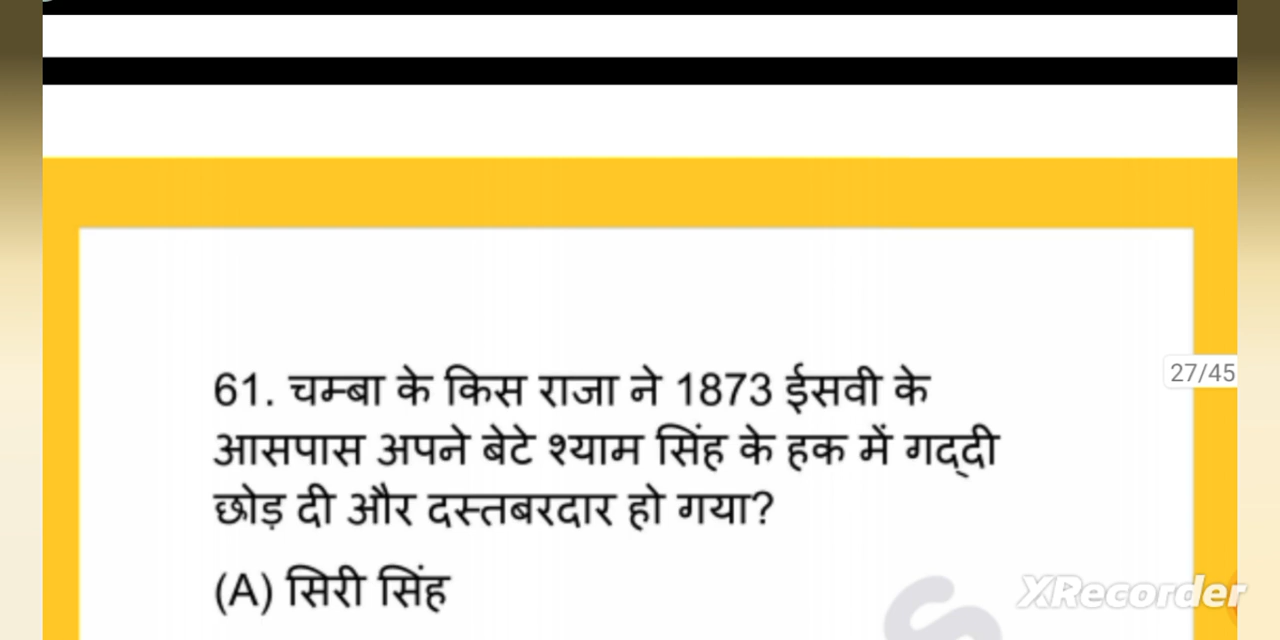 61. चम्बा के किस राजा ने 1873 ईसवी के
आसपास अपने बेटे श्याम सिंह के हक में गद्दी
छोड़ दी और दस्तबरदार हो गया?
(A) सिरी सिंह
27/45
XRecorder